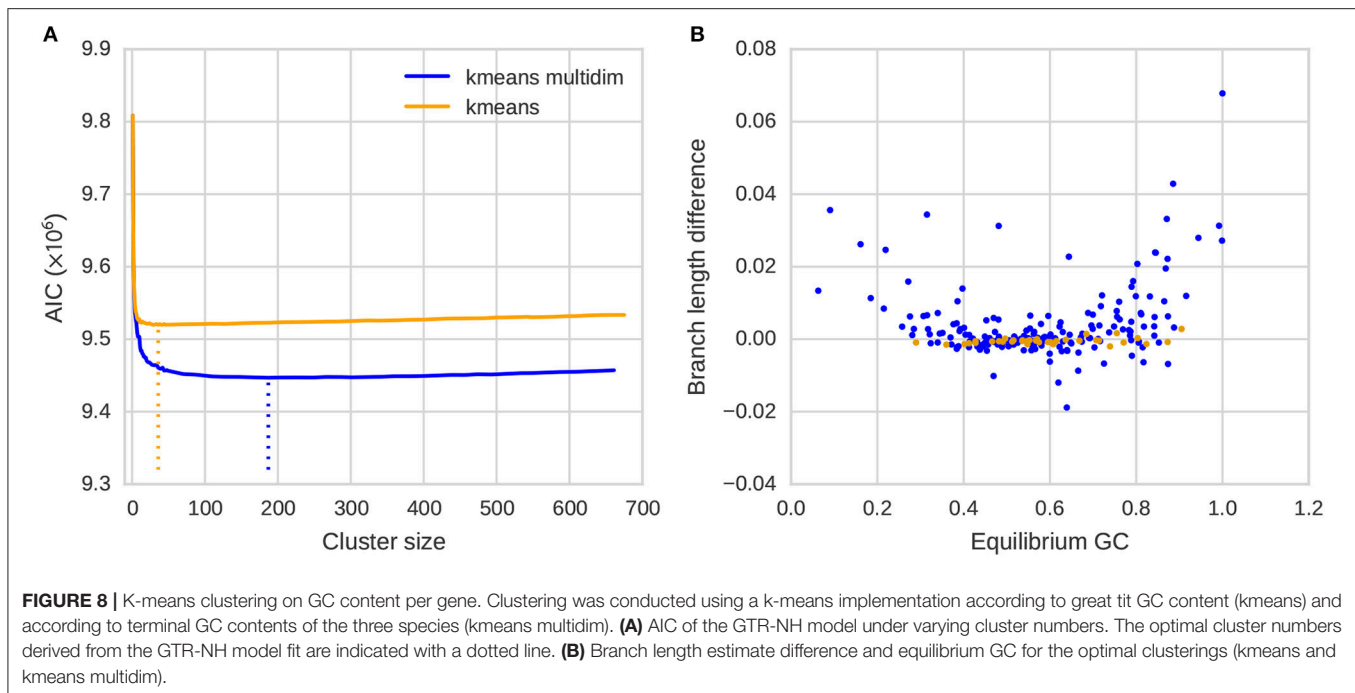 A
9.9
9.8
9.7
9.6
9.5
9.4
9.3
AIC (×10⁶)
0 100 200 300 400 500 600 700
Cluster size
kmeans multidim
kmeans
B
0.08
0.06
0.04
0.02
0.00
−0.02
−0.04
Branch length difference
0.0 0.2 0.4 0.6 0.8 1.0 1.2
Equilibrium GC
FIGURE 8 | K-means clustering on GC content per gene. Clustering was conducted using a k-means implementation according to great tit GC content (kmeans) and
according to terminal GC contents of the three species (kmeans multidim). (A) AIC of the GTR-NH model under varying cluster numbers. The optimal cluster numbers
derived from the GTR-NH model fit are indicated with a dotted line. (B) Branch length estimate difference and equilibrium GC for the optimal clusterings (kmeans and
kmeans multidim).